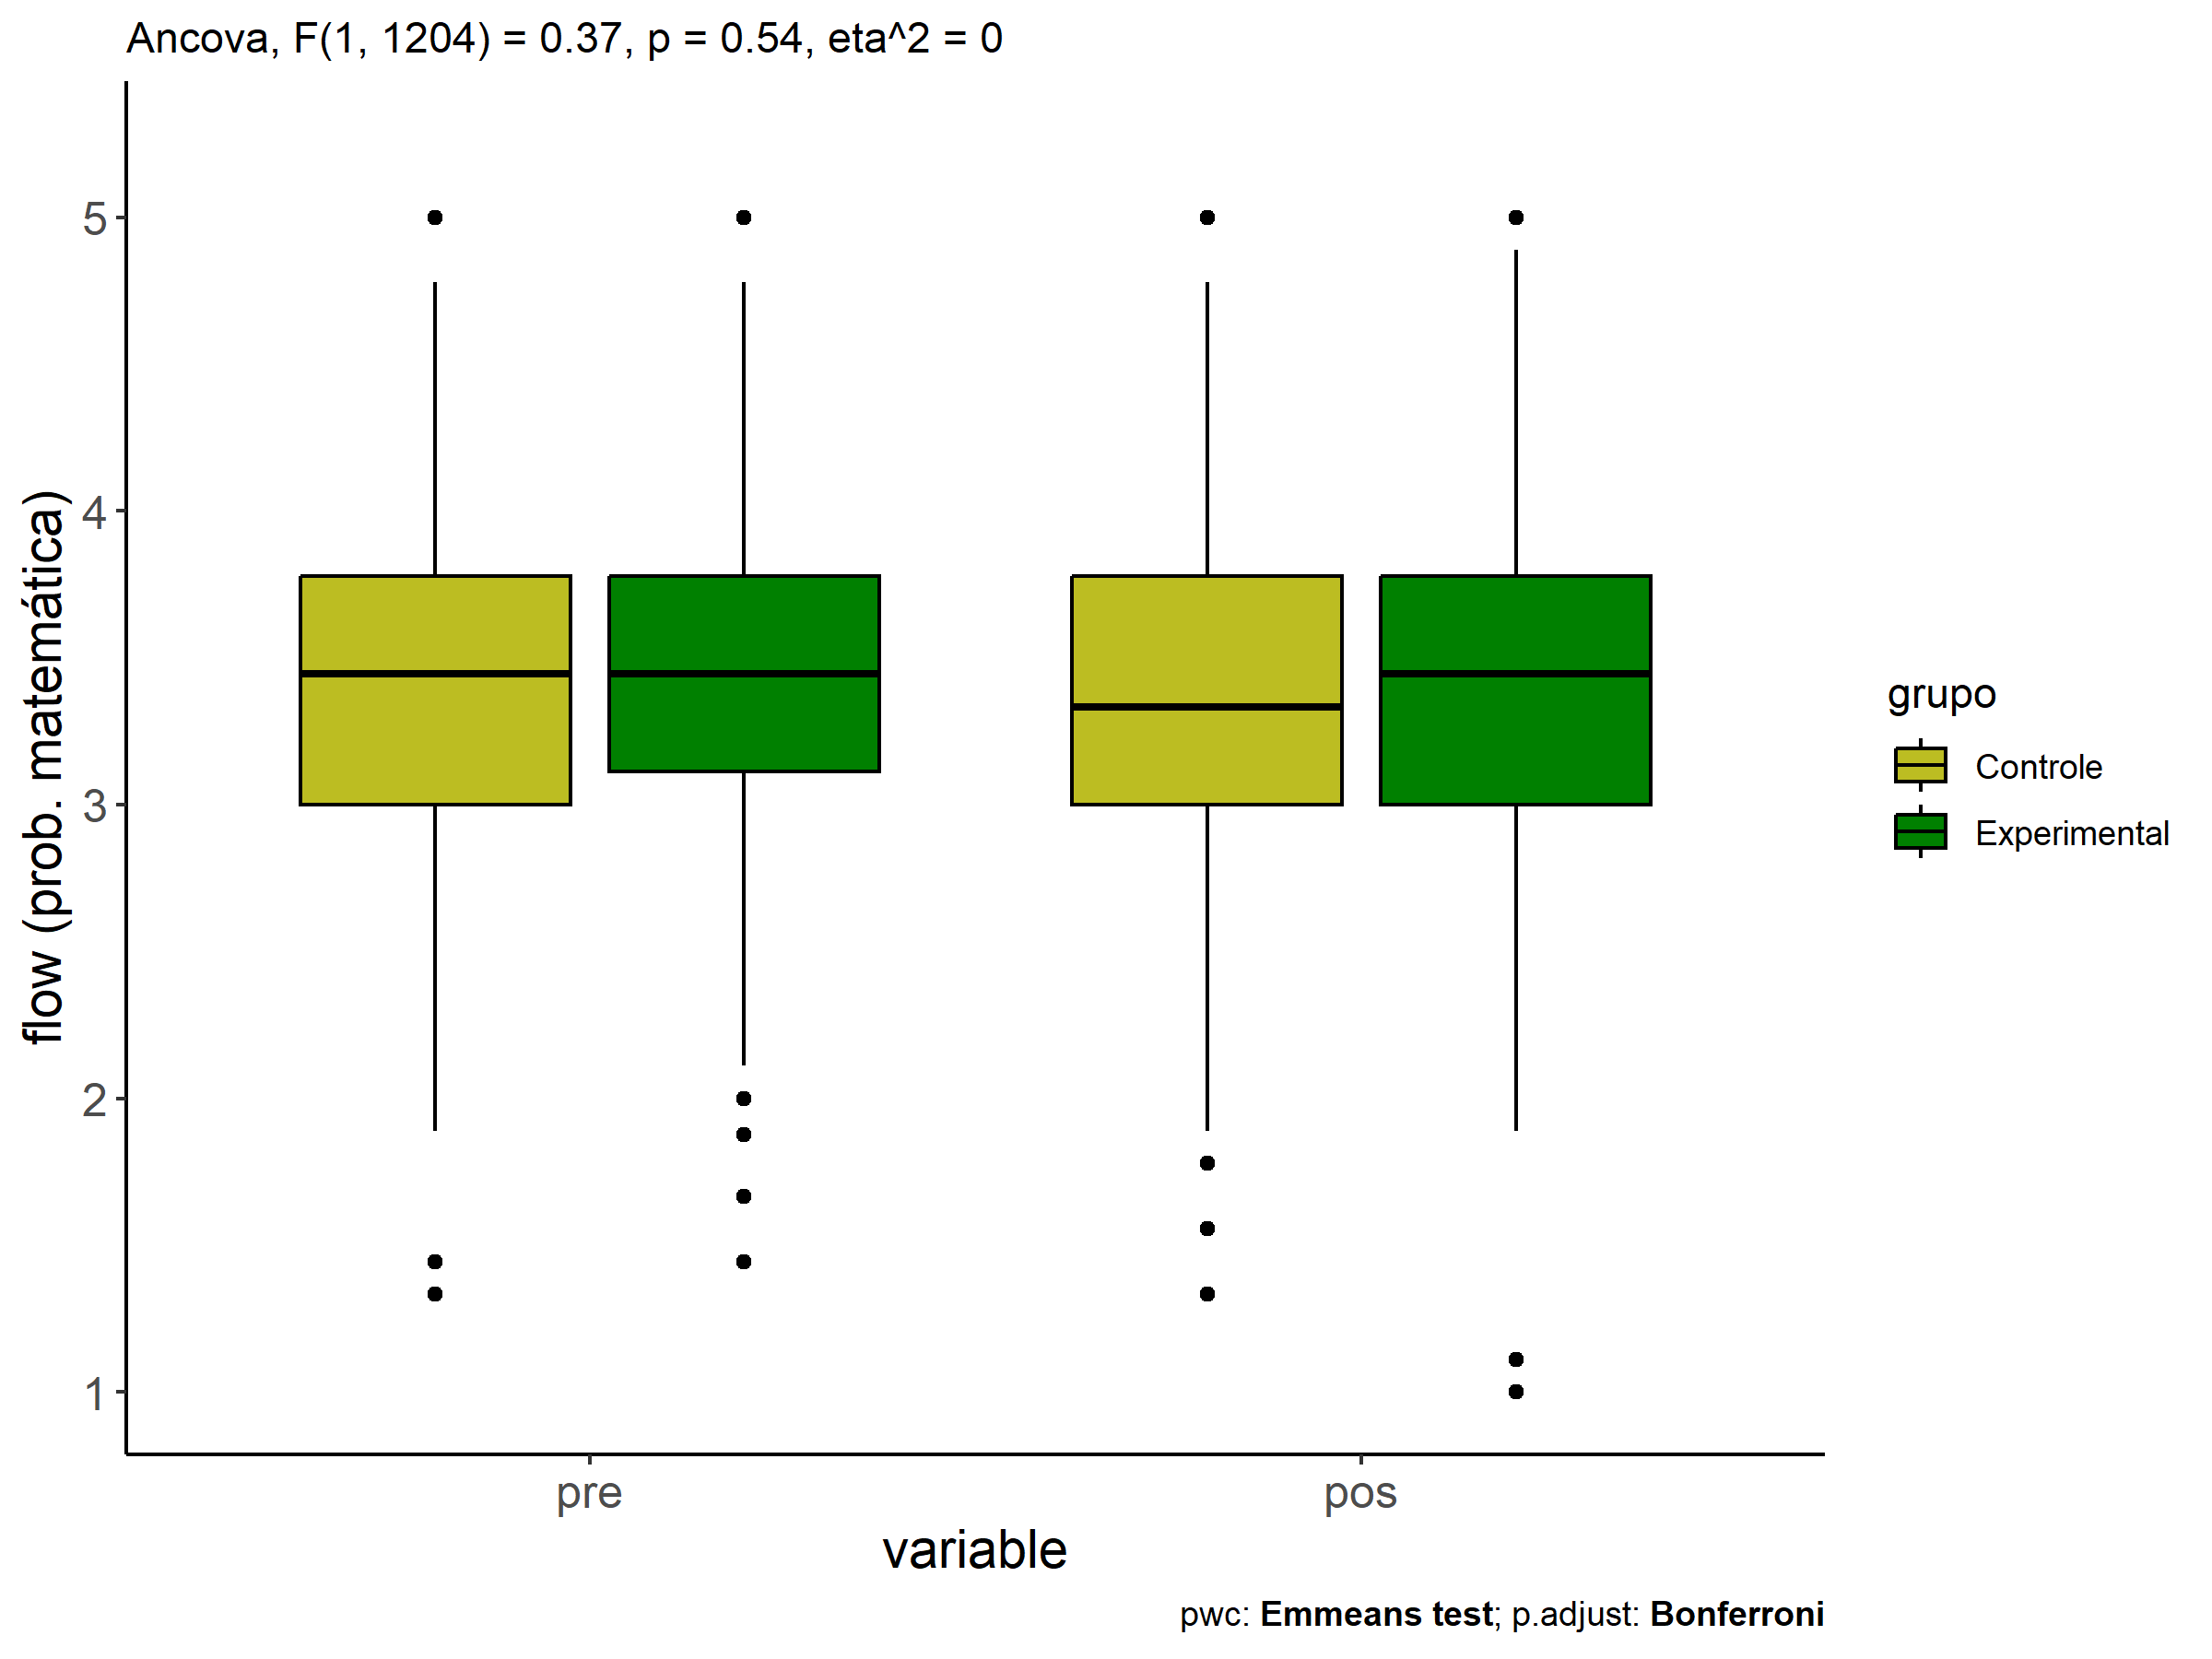 Ancova, F(1, 1204) = 0.37, p = 0.54, eta^2 = 0
flow (prob. matemática)
5
4
3
2
1
pre
pos
variable
grupo
Controle
Experimental
pwc: Emmeans test; p.adjust: Bonferroni